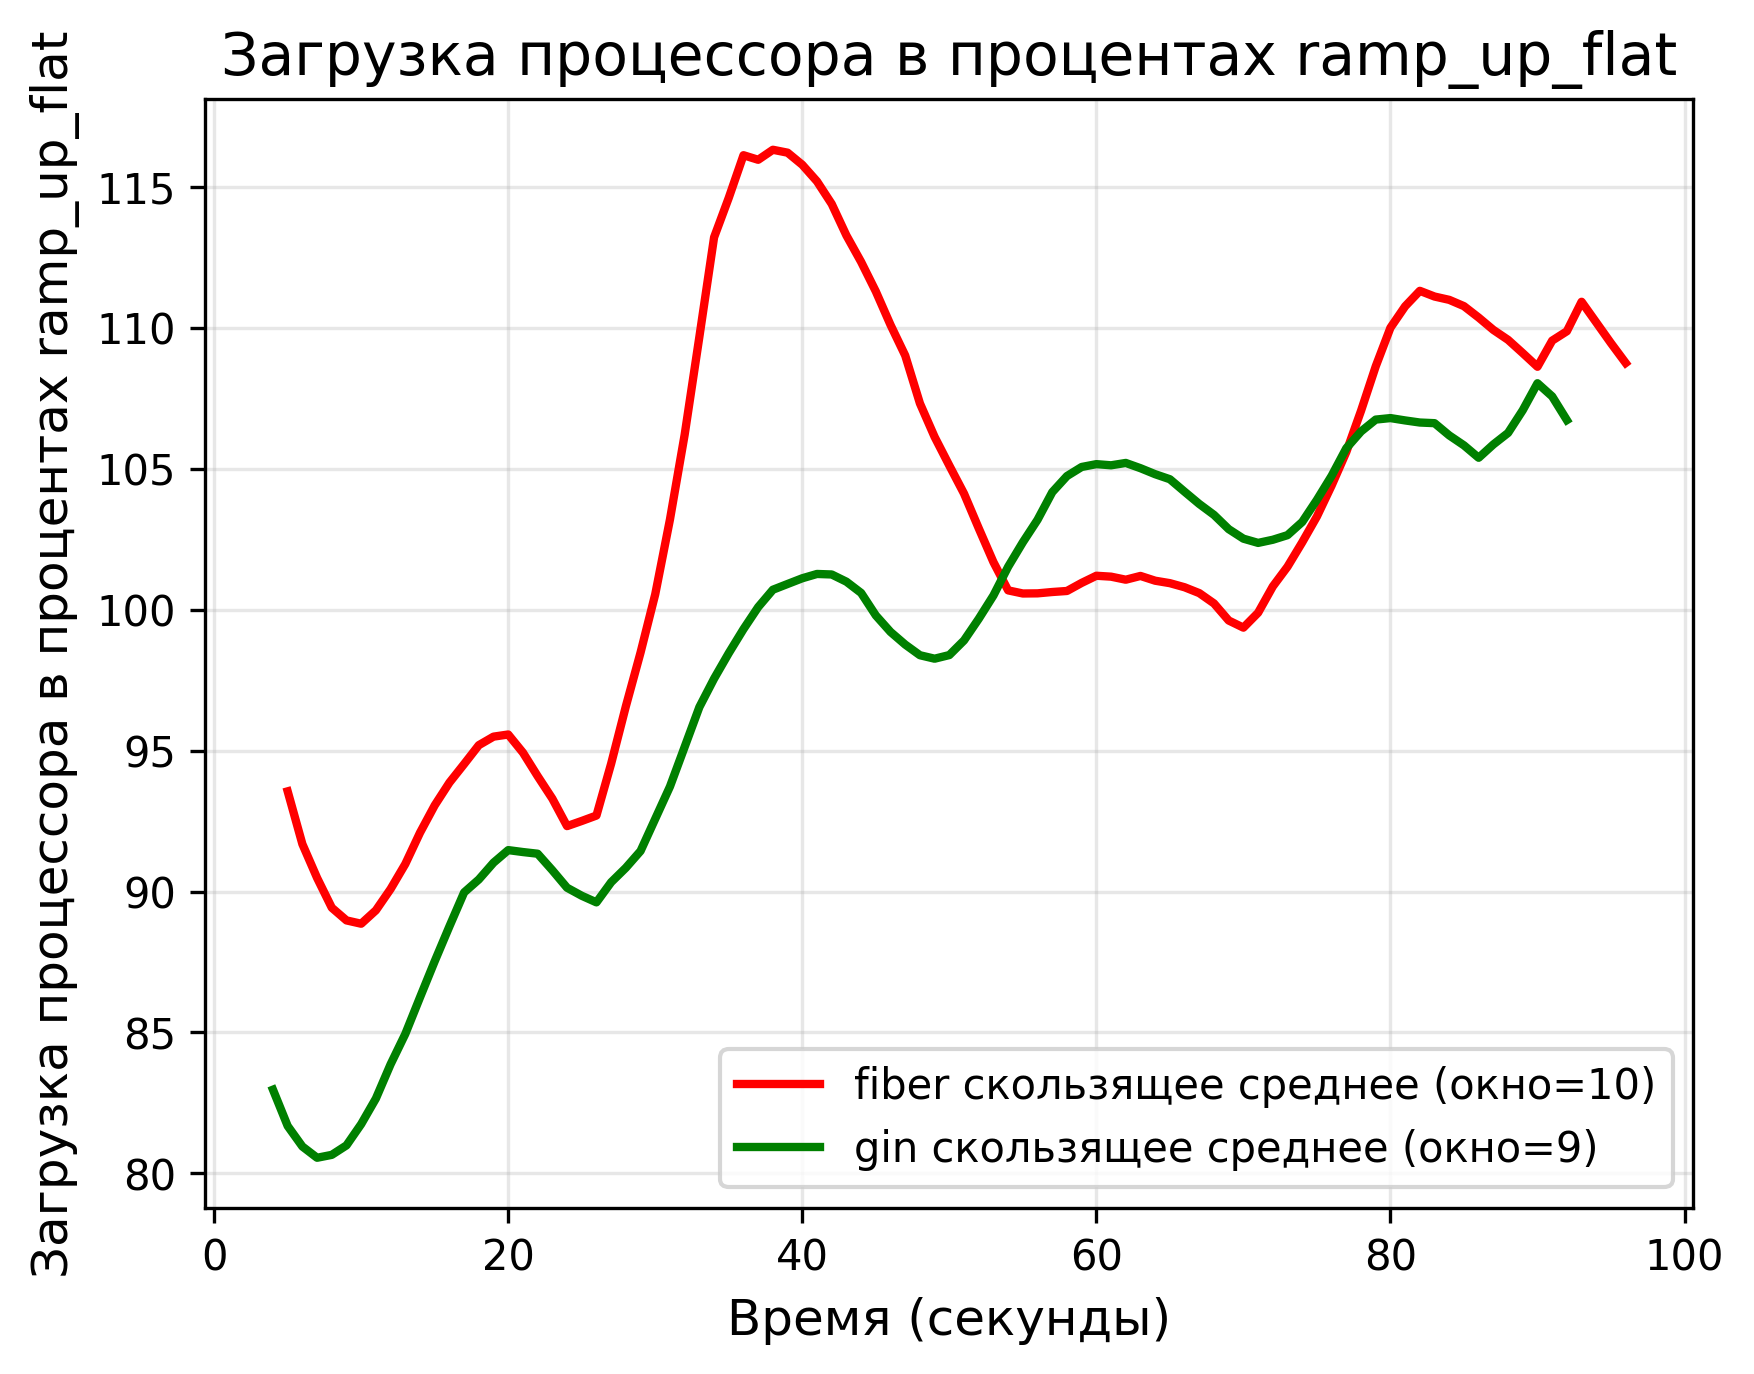 Загрузка процессора в процентах ramp_up_flat
Загрузка процессора в процентах ramp_up_flat
115
110
105
100
95
90
85
80
fiber скользящее среднее (окно=10)
gin скользящее среднее (окно=9)
0 20 40 60 80 100
Время (секунды)